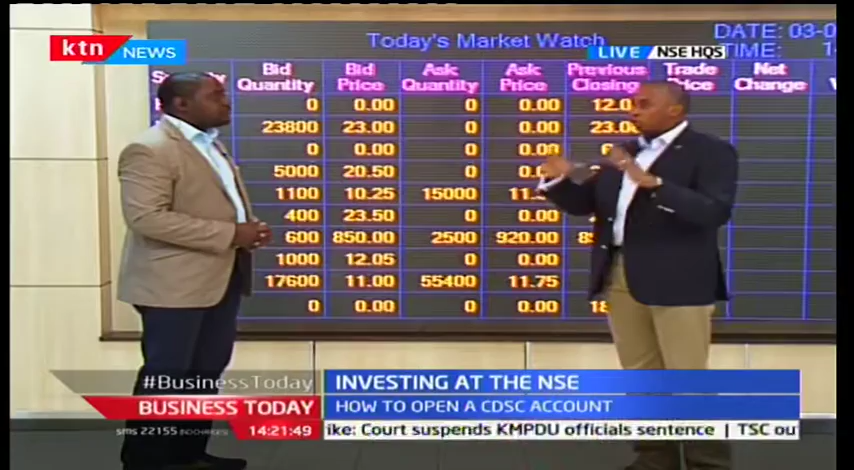 ktn NEWS
Today's Market Watch
DATE: 03-0
LIVE NSE HQS
TIME:
Bid Quantity Bid Price Ask Quantity Ask Price Previous Closing Trade Price Net Change
0 0.00 0 0.00 12.0
23800 23.00 0 0.00 23.0
0 0.00 0 0.00
5000 20.50 0
1100 10.25 15000
400 23.50 0 0.00
600 850.00 2500 920.00
1000 12.05 0 0.00
17600 11.00 55400 11.75
0 0.00 0 0.00
#BusinessToday
INVESTING AT THE NSE
BUSINESS TODAY
HOW TO OPEN A CDSC ACCOUNT
sms 22155
14:21:49
ike: Court suspends KMPDU officials sentence | TSC ou